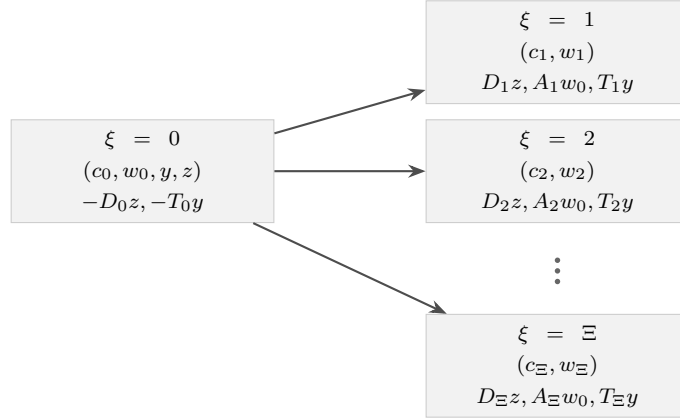 ξ = 1
(c₁, w₁)
D₁z, A₁w₀, T₁y
ξ = 0
(c₀, w₀, y, z)
−D₀z, −T₀y
ξ = 2
(c₂, w₂)
D₂z, A₂w₀, T₂y
⋮
ξ = Ξ
(c_Ξ, w_Ξ)
D_Ξz, A_Ξw₀, T_Ξy